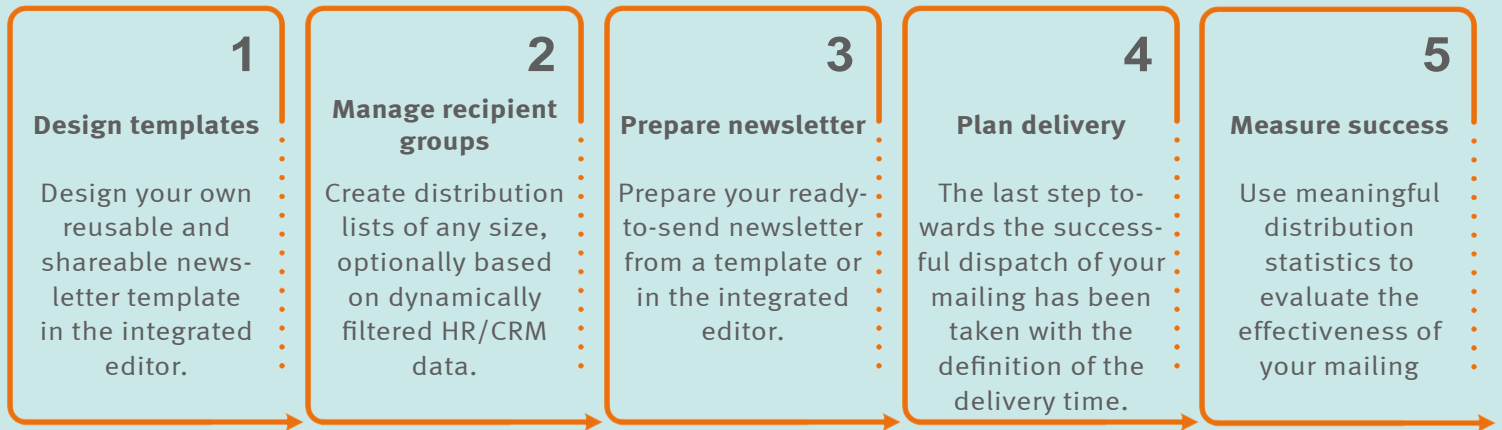 1
Design templates
Design your own
reusable and
shareable news-
letter template
in the integrated
editor.
2
Manage recipient
groups
Create distribution
lists of any size,
optionally based
on dynamically
filtered HR/CRM
data.
3
Prepare newsletter
Prepare your ready-
to-send newsletter
from a template or
in the integrated
editor.
4
Plan delivery
The last step to-
wards the success-
ful dispatch of your
mailing has been
taken with the
definition of the
delivery time.
5
Measure success
Use meaningful
distribution
statistics to
evaluate the
effectiveness of
your mailing